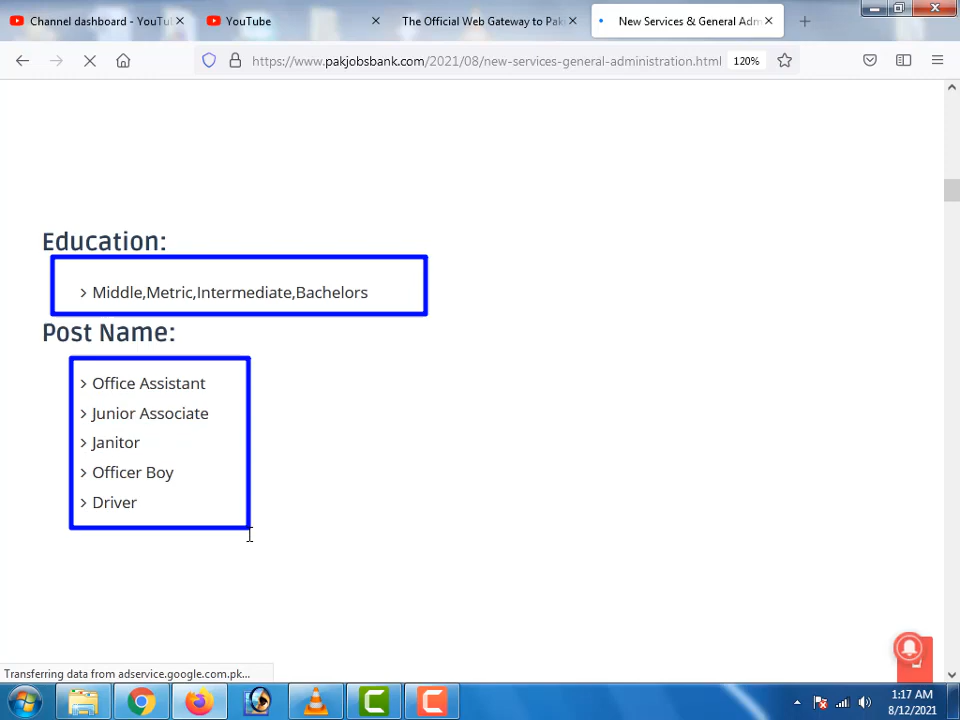 Channel dashboard - YouTu
YouTube
The Official Web Gateway to Pak
New Services & General Adm
https://www.pakjobsbank.com/2021/08/new-services-general-administration.html
120%
Education:
Middle,Metric,Intermediate,Bachelors
Post Name:
Office Assistant
Junior Associate
Janitor
Officer Boy
Driver
Transferring data from adservice.google.com.pk...
1:17 AM
8/12/2021